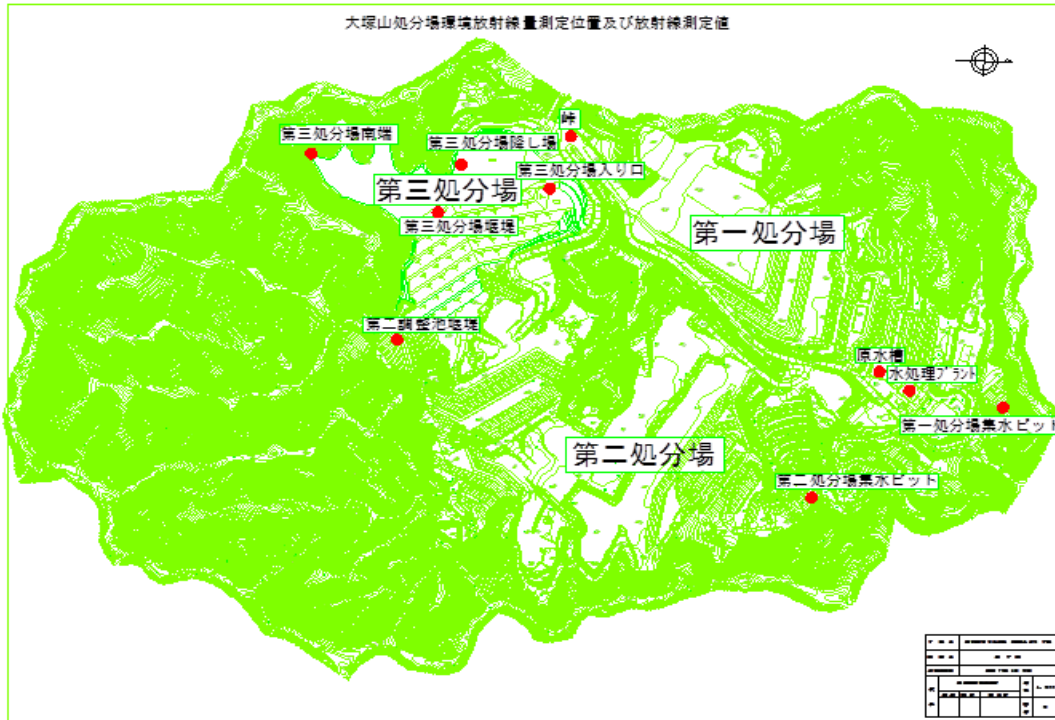 大塚山処分場環境放射線量測定位置及び放射線測定値
峠
第三処分場南端
第三処分場降し場
第三処分場入り口
第三処分場
第三処分場堰堤
第一処分場
第二調整池堰堤
原水槽
水処理プラント
第一処分場集水ピット
第二処分場
第二処分場集水ピット